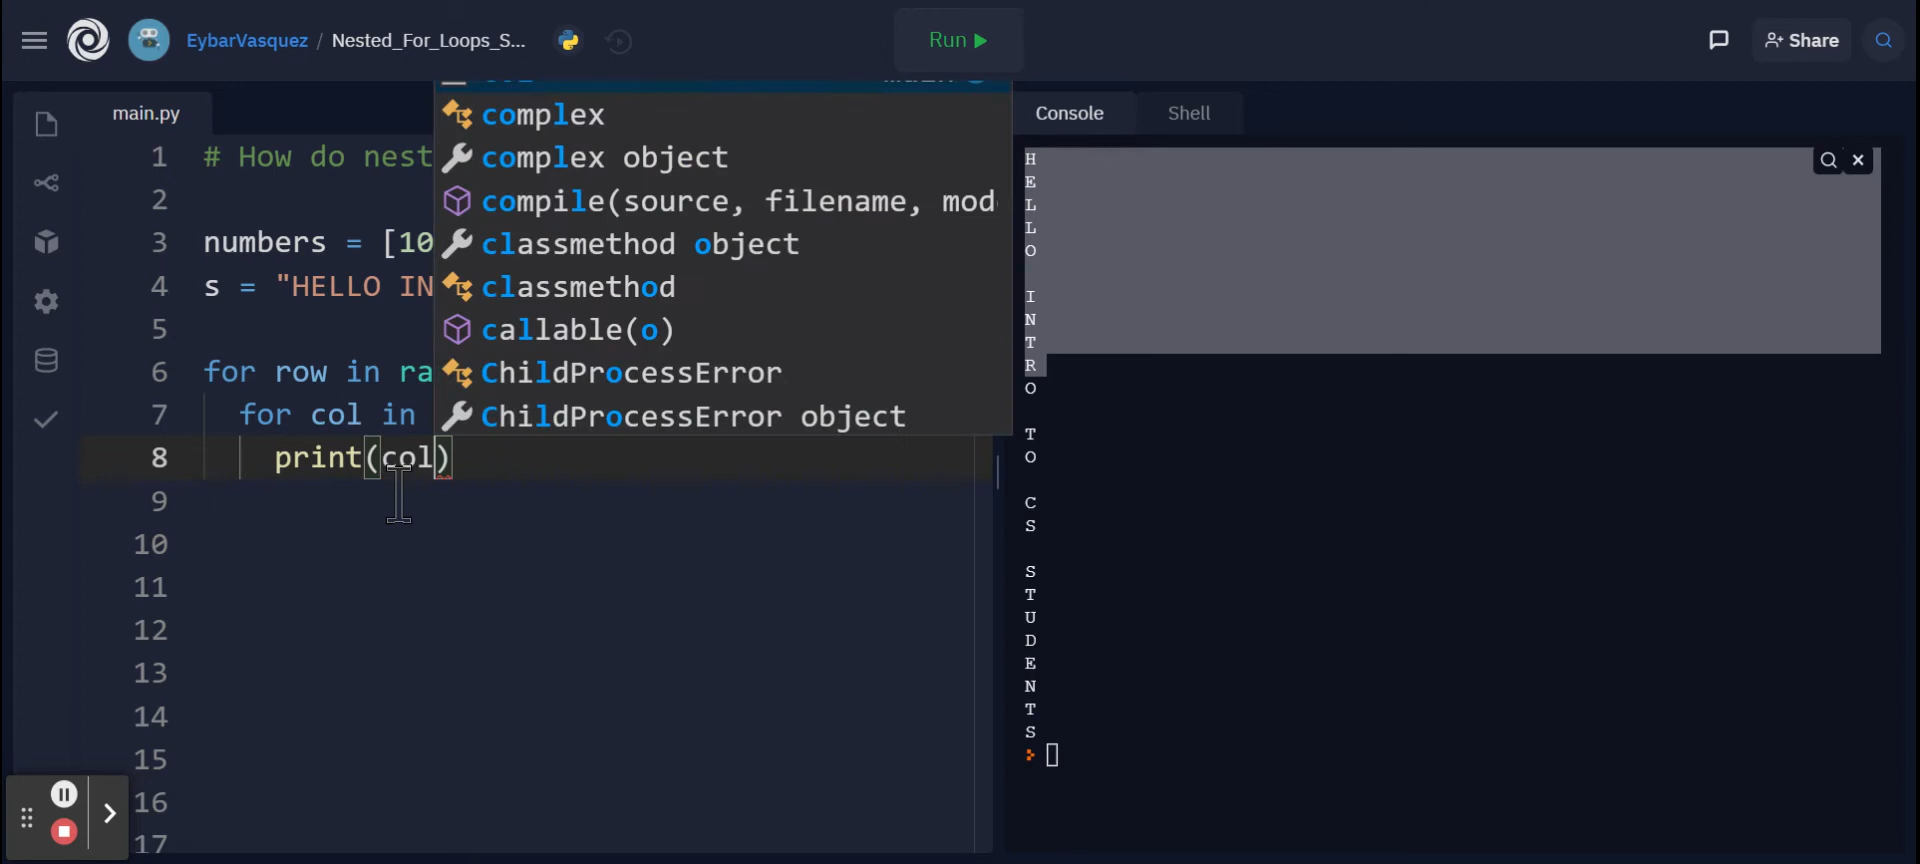 EybarVasquez / Nested_For_Loops_S...
Run
Share
main.py
1 # How do nest
2
3 numbers = [10
4 s = "HELLO IN
5
6 for row in ra
7 for col in
8 print(col)
9
10
11
12
13
14
15
16
17
complex
complex object
compile(source, filename, mod
classmethod object
classmethod
callable(o)
ChildProcessError
ChildProcessError object
Console
Shell
H
E
L
L
O
I
N
T
R
O
T
O
C
S
S
T
U
D
E
N
T
S